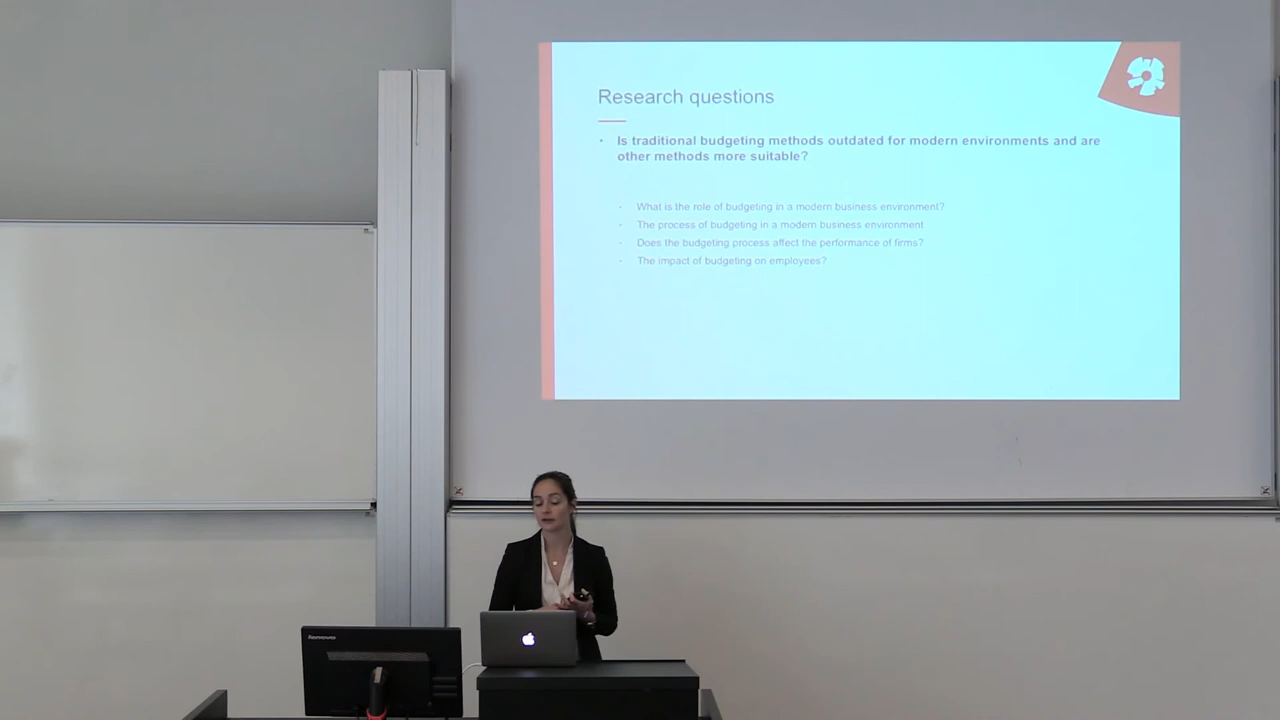 Research questions
Is traditional budgeting methods outdated for modern environments and are
other methods more suitable?
What is the role of budgeting in a modern business environment?
The process of budgeting in a modern business environment
Does the budgeting process affect the performance of firms?
The impact of budgeting on employees?
lenovo